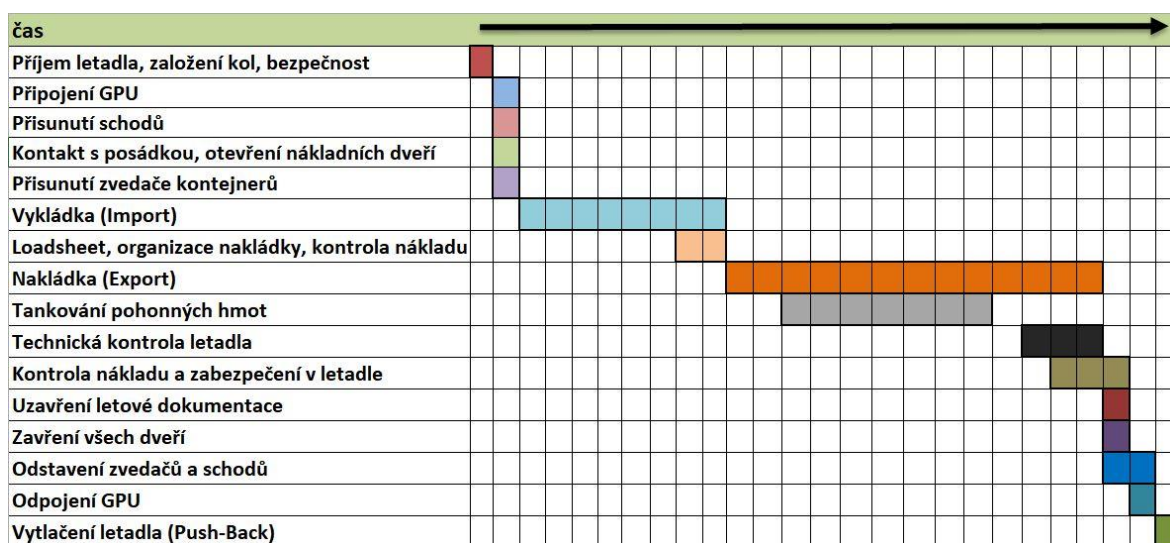 čas
Příjem letadla, založení kol, bezpečnost
Připojení GPU
Přisunutí schodů
Kontakt s posádkou, otevření nákladních dveří
Přisunutí zvedače kontejnerů
Vykládka (Import)
Loadsheet, organizace nakládky, kontrola nákladu
Nakládka (Export)
Tankování pohonných hmot
Technická kontrola letadla
Kontrola nákladu a zabezpečení v letadle
Uzavření letové dokumentace
Zavření všech dveří
Odstavení zvedačů a schodů
Odpojení GPU
Vytlačení letadla (Push-Back)